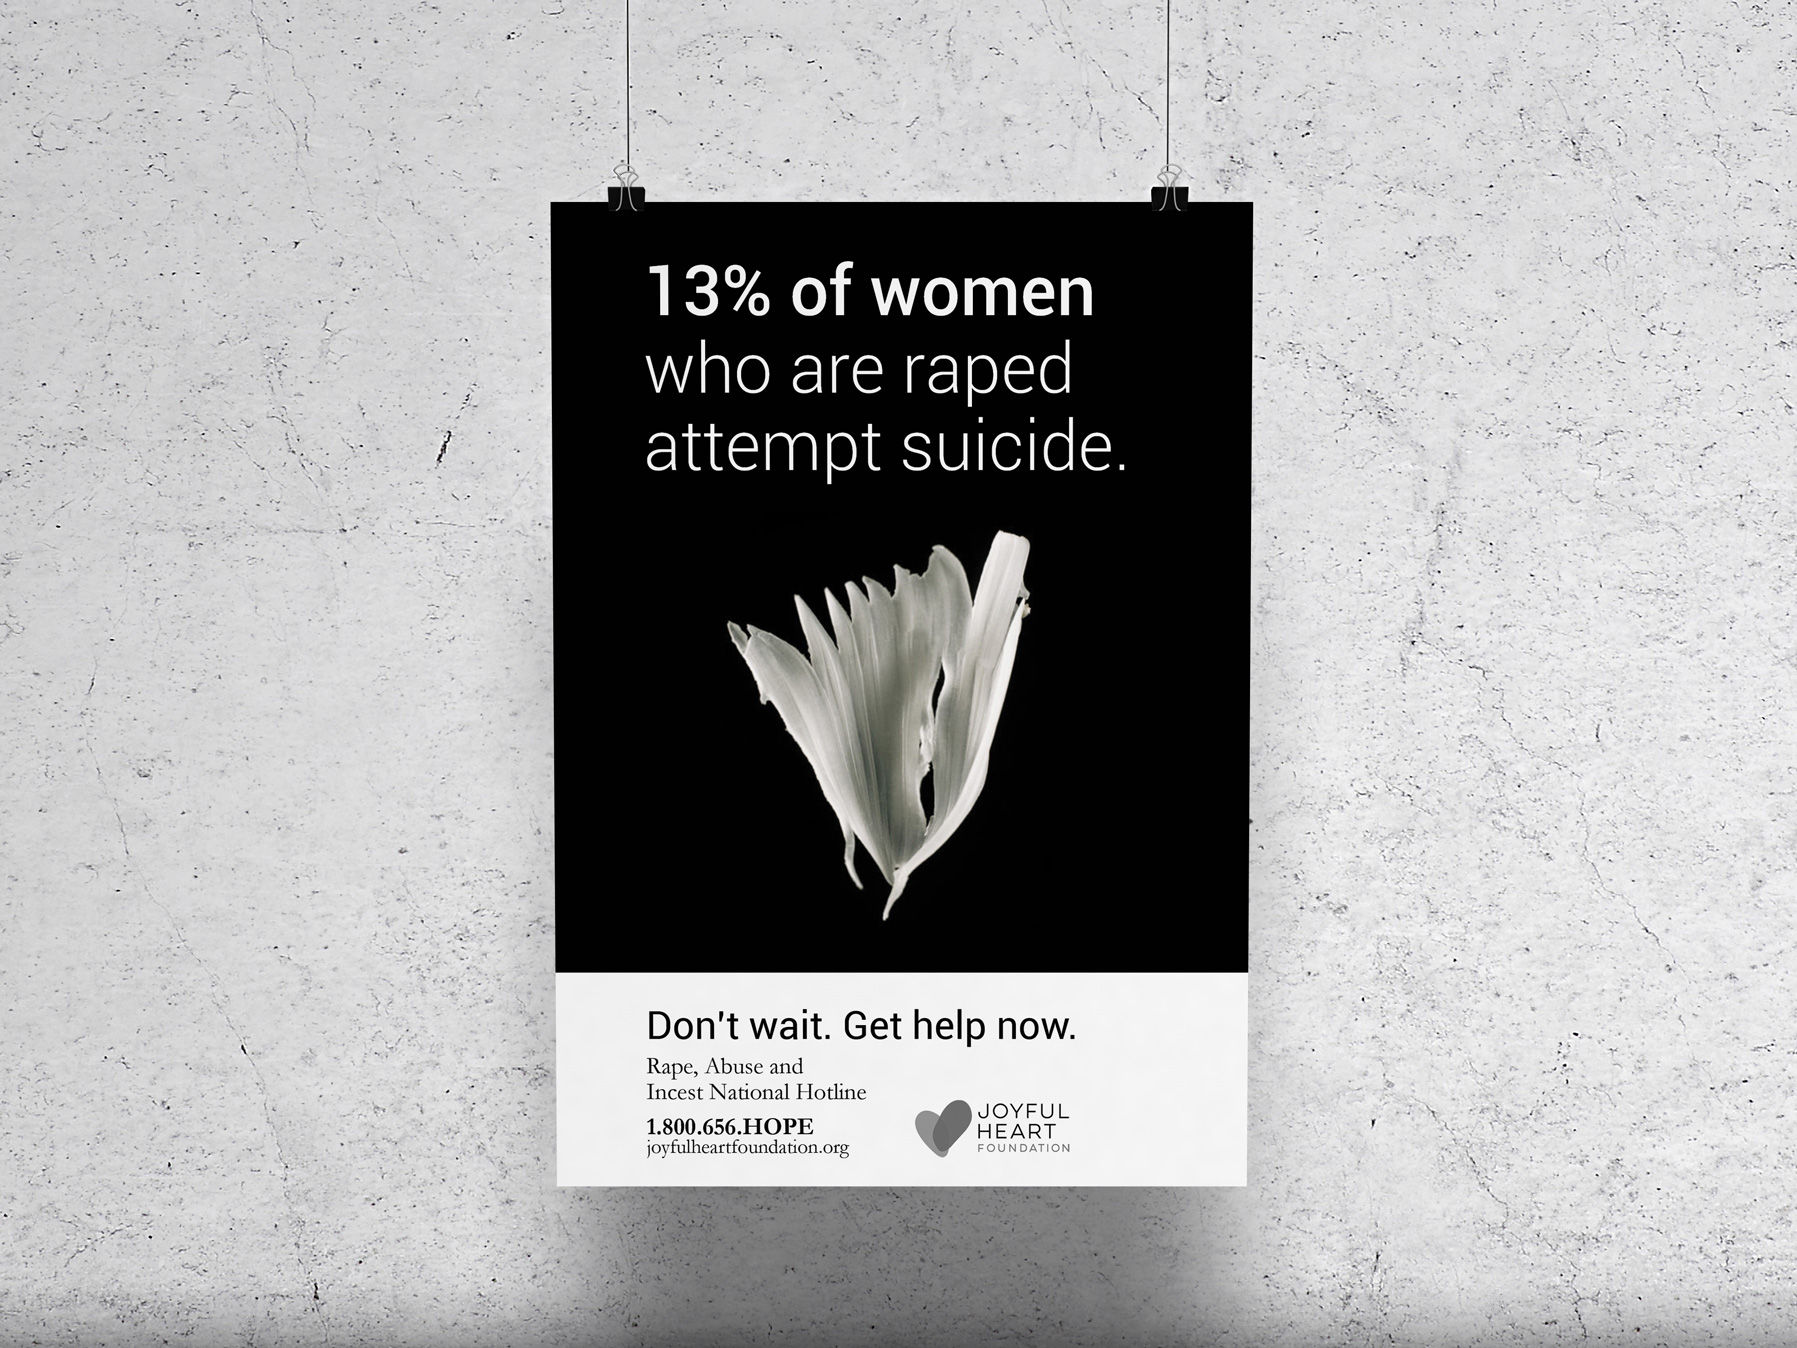 13% of women
who are raped
attempt suicide.
Don't wait. Get help now.
Rape, Abuse and
Incest National Hotline
1.800.656.HOPE
joyfulheartfoundation.org
JOYFUL
HEART
FOUNDATION